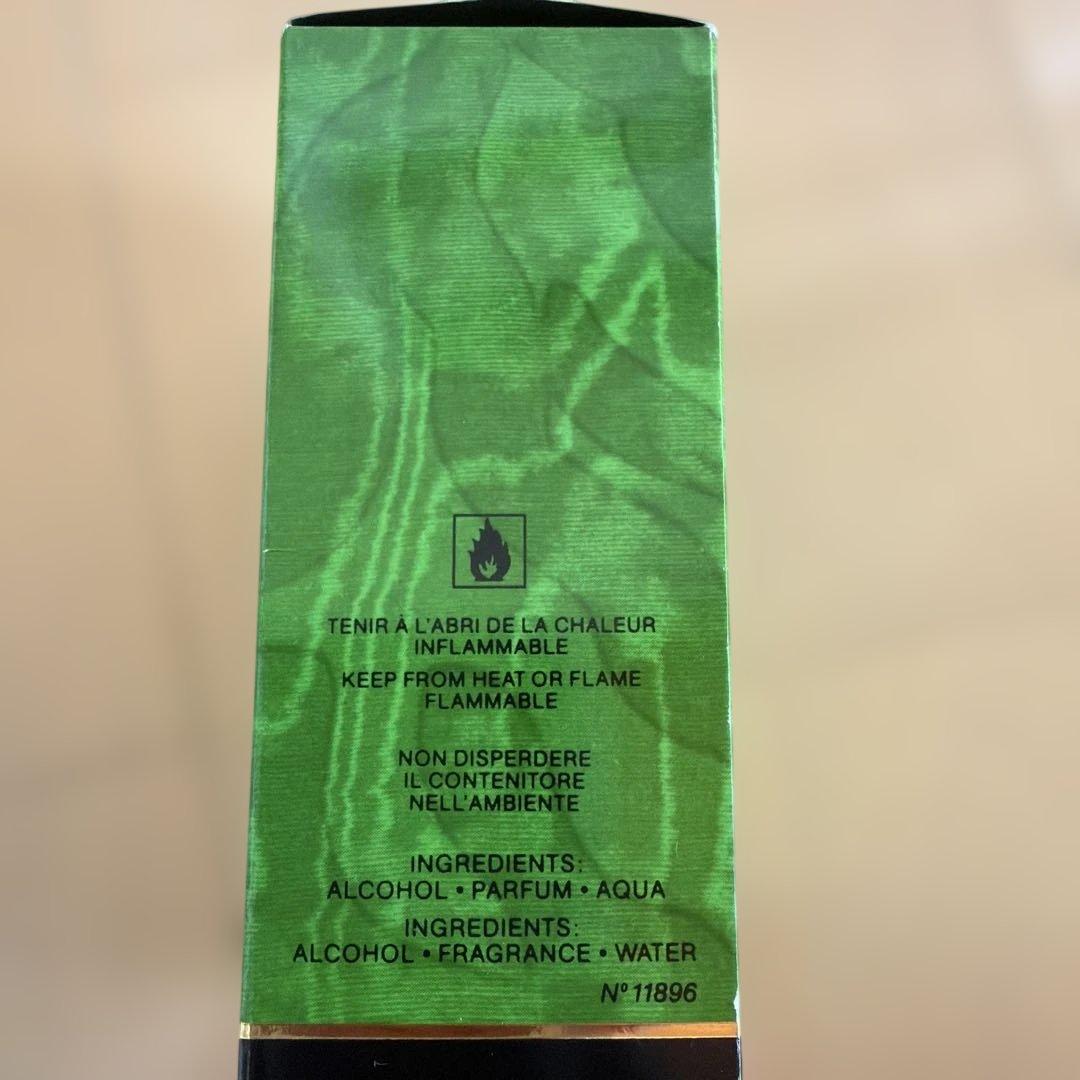 TENIR À L'ABRI DE LA CHALEUR
INFLAMMABLE
KEEP FROM HEAT OR FLAME
FLAMMABLE
NON DISPERDERE
IL CONTENITORE
NELL'AMBIENTE
INGREDIENTS:
ALCOHOL • PARFUM • AQUA
INGREDIENTS:
ALCOHOL • FRAGRANCE • WATER
Nº 11896